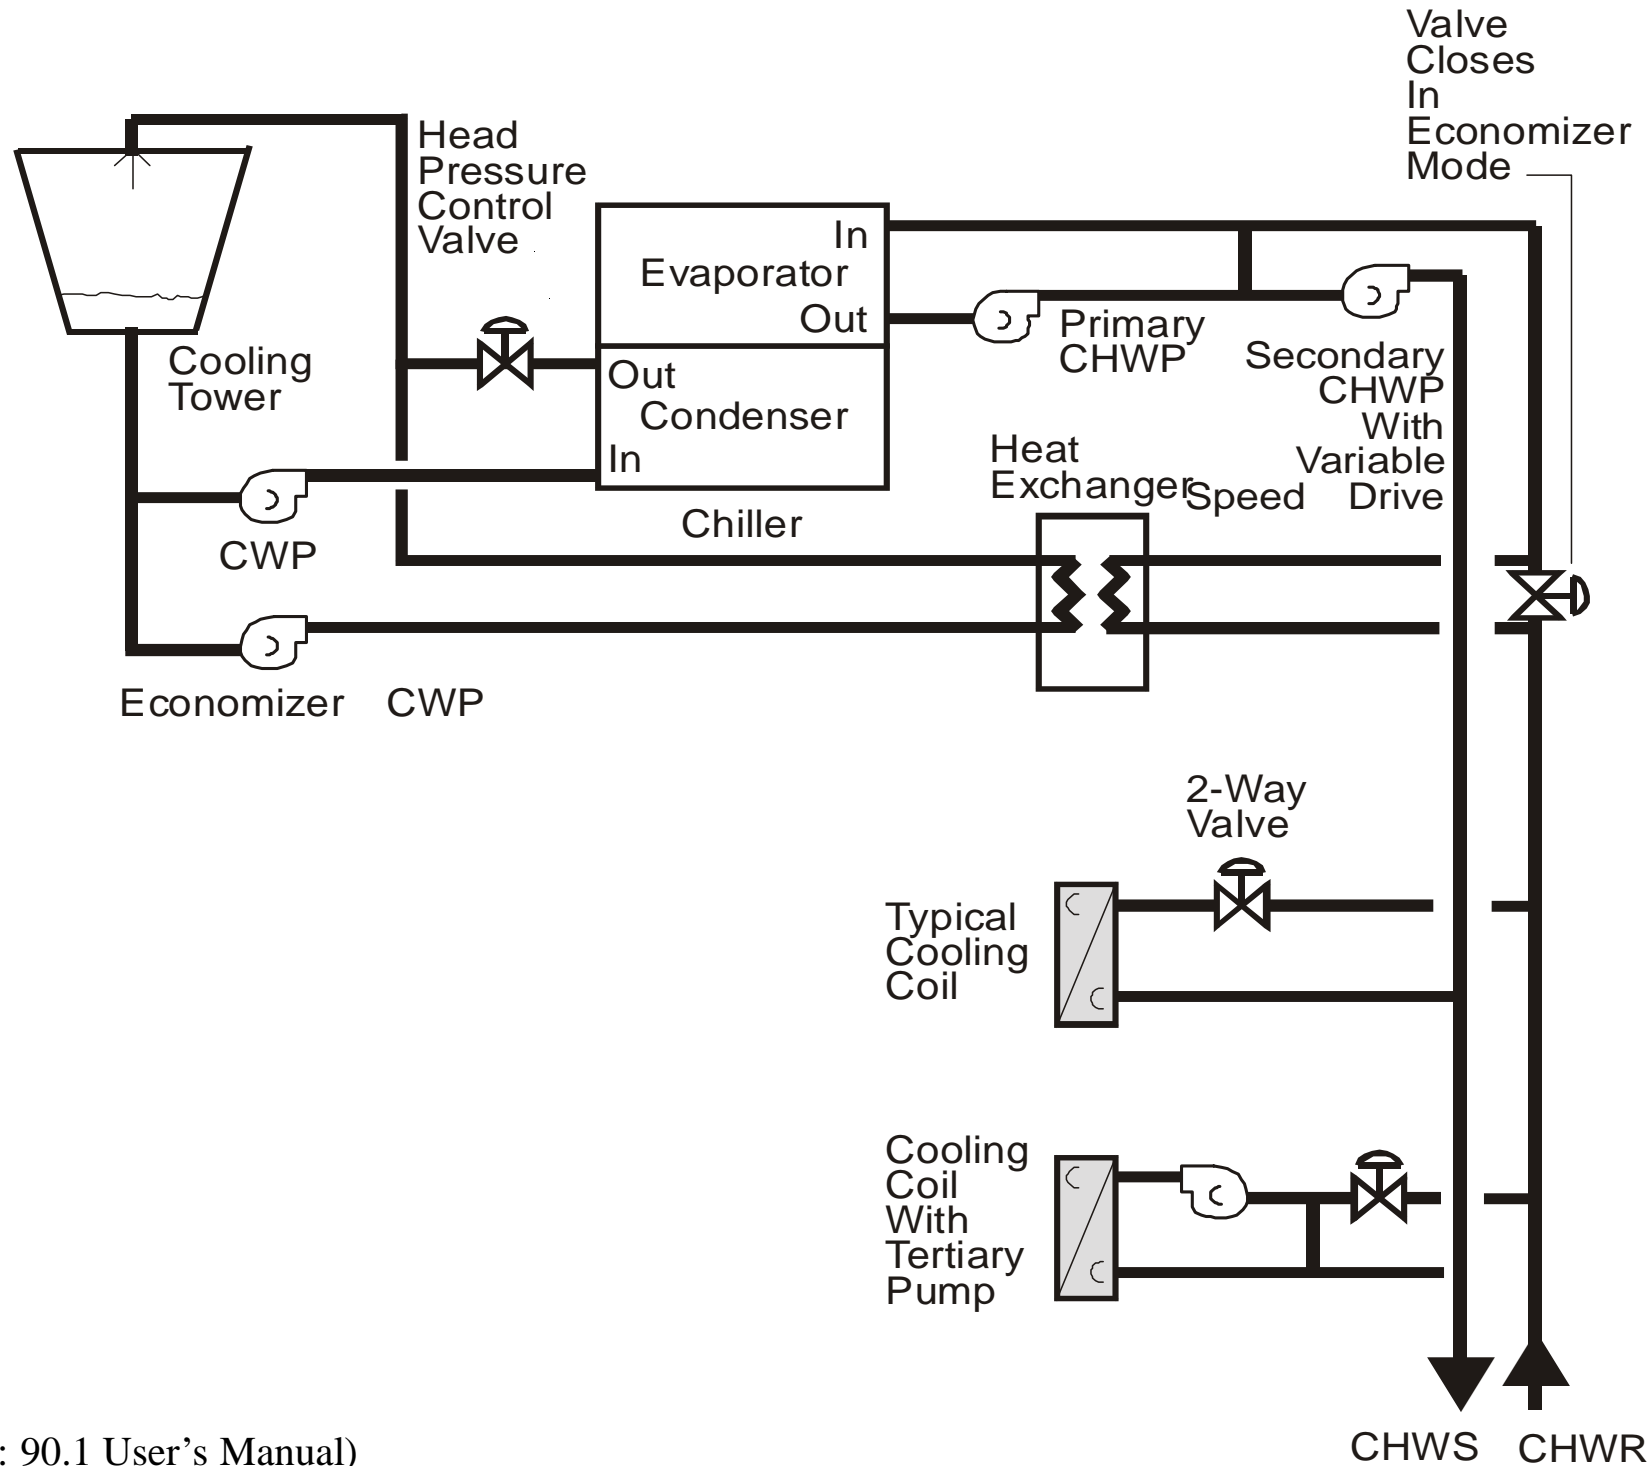 Valve
Closes
In
Economizer
Mode
Head
Pressure
Control
Valve
In
Evaporator
Out
Primary
CHWP
Secondary
CHWP
With
Variable
Speed Drive
Cooling
Tower
Out
Condenser
In
Chiller
Heat
Exchanger
CWP
Economizer CWP
2-Way
Valve
Typical
Cooling
Coil
C
C
Cooling
Coil
With
Tertiary
Pump
C
C
CHWS CHWR
: 90.1 User’s Manual)